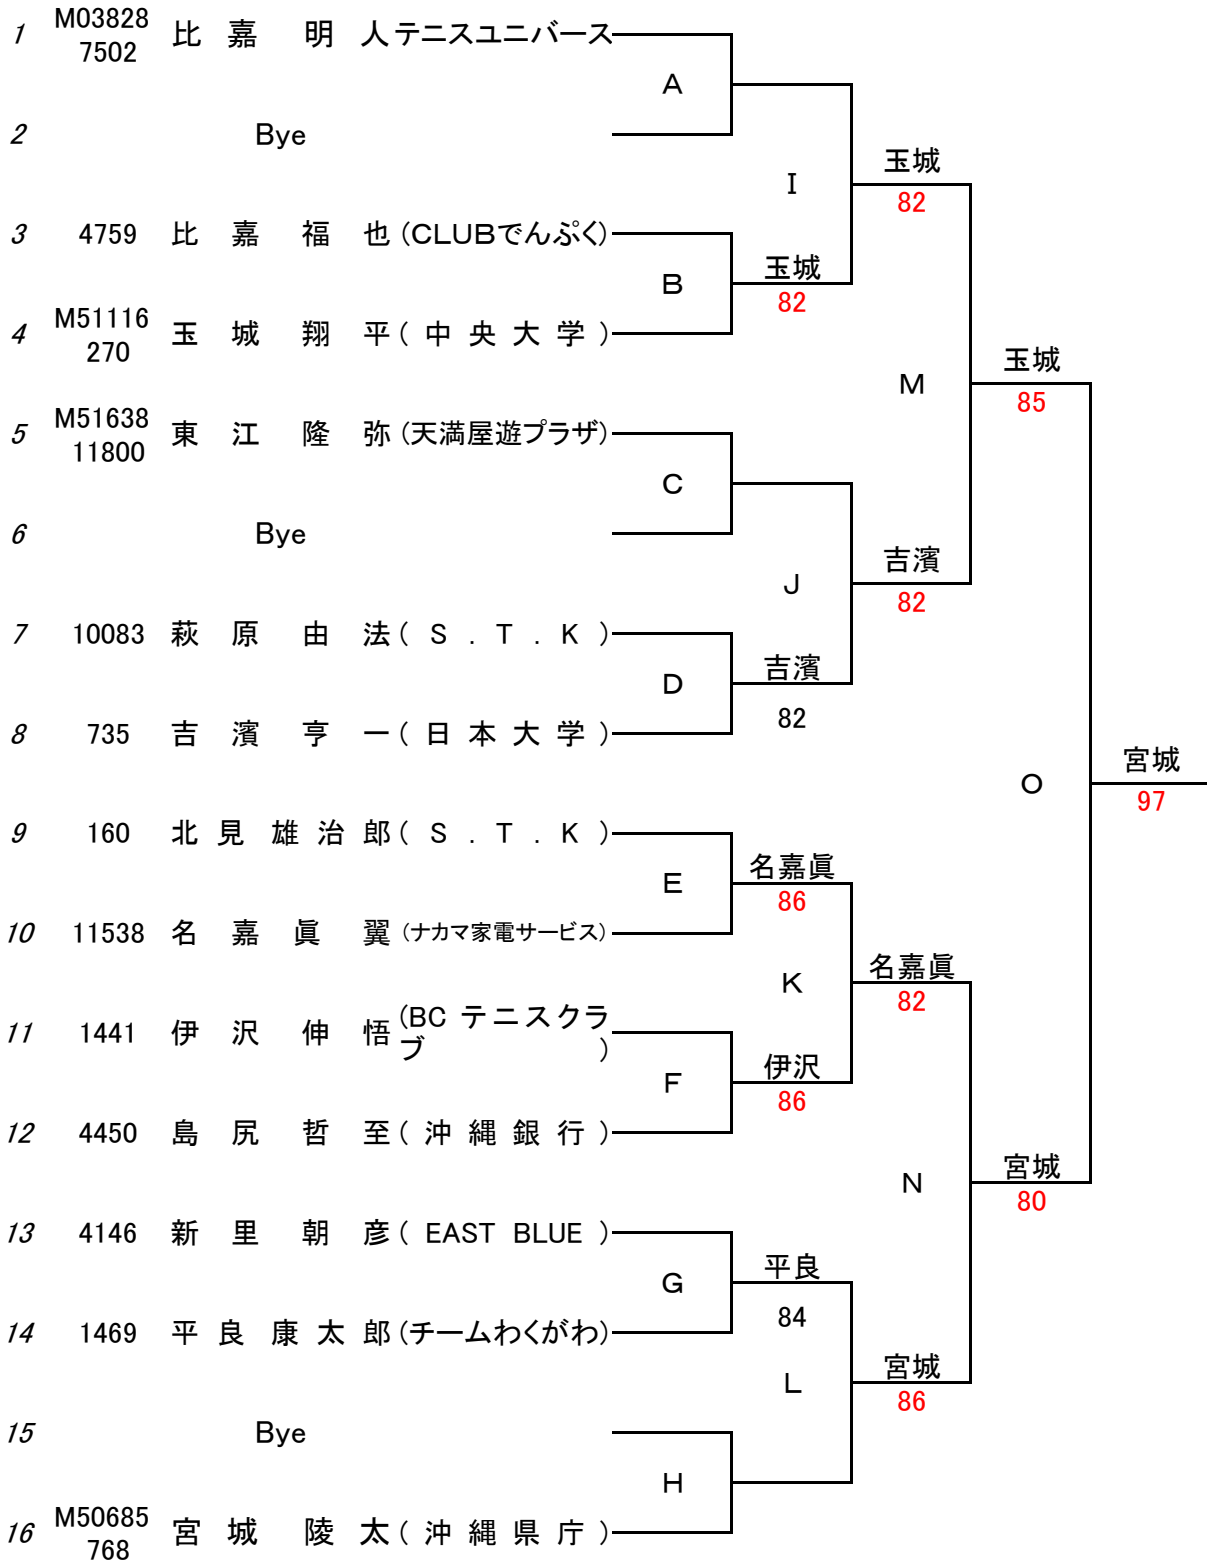 1 M03828 7502 比嘉 明人 テニスユニバース
A
2 Bye
I
玉城
82
3 4759 比嘉福也 (CLUBでんぷく)
B
玉城
82
4 M51116 270 玉城翔平 (中央大学)
M
玉城
85
5 M51638 11800 東江隆弥 (天満屋遊プラザ)
C
6 Bye
J
吉濱
82
7 10083 萩原由法 (S.T.K)
D
吉濱
82
8 735 吉濱亨一 (日本大学)
O
宮城
97
9 160 北見雄治郎 (S.T.K)
E
名嘉眞
86
10 11538 名嘉眞翼 (ナカマ家電サービス)
K
名嘉眞
82
11 1441 伊沢伸悟 (BC テニスクラブ)
F
伊沢
86
12 4450 島尻哲至 (沖縄銀行)
N
宮城
80
13 4146 新里朝彦 (EAST BLUE)
G
平良
84
14 1469 平良康太郎 (チームわくがわ)
L
宮城
86
15 Bye
H
16 M50685 768 宮城陵太 (沖縄県庁)